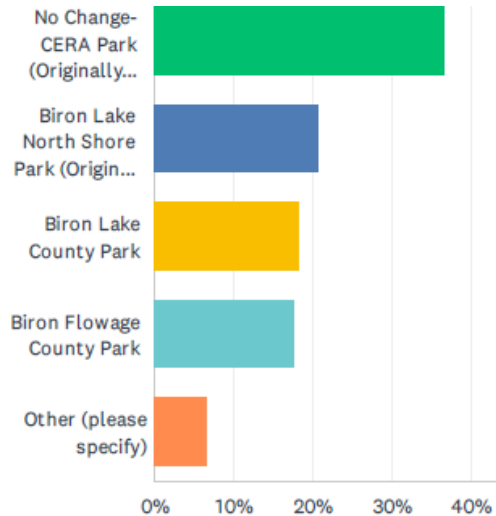 No Change-
CERA Park
(Originally...
Biron Lake
North Shore
Park (Origin...
Biron Lake
County Park
Biron Flowage
County Park
Other (please
specify)
0% 10% 20% 30% 40%